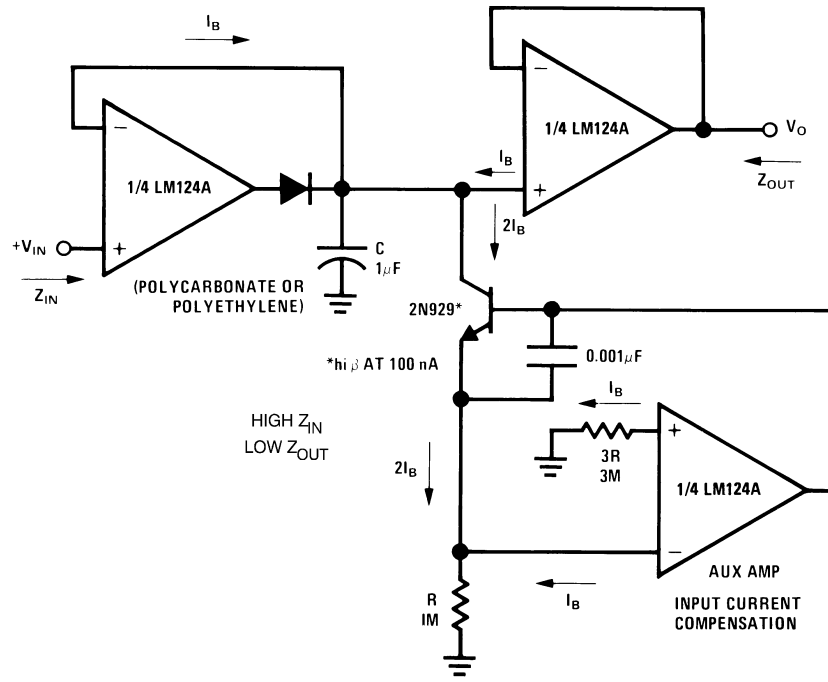 I_B
−
1/4 LM124A
+
+V_IN
Z_IN
C
1μF
(POLYCARBONATE OR
POLYETHYLENE)
−
1/4 LM124A
+
I_B
V_O
Z_OUT
2I_B
2N929*
*hi β AT 100 nA
0.001μF
HIGH Z_IN
LOW Z_OUT
I_B
3R
3M
+
1/4 LM124A
−
2I_B
I_B
AUX AMP
INPUT CURRENT
COMPENSATION
R
1M